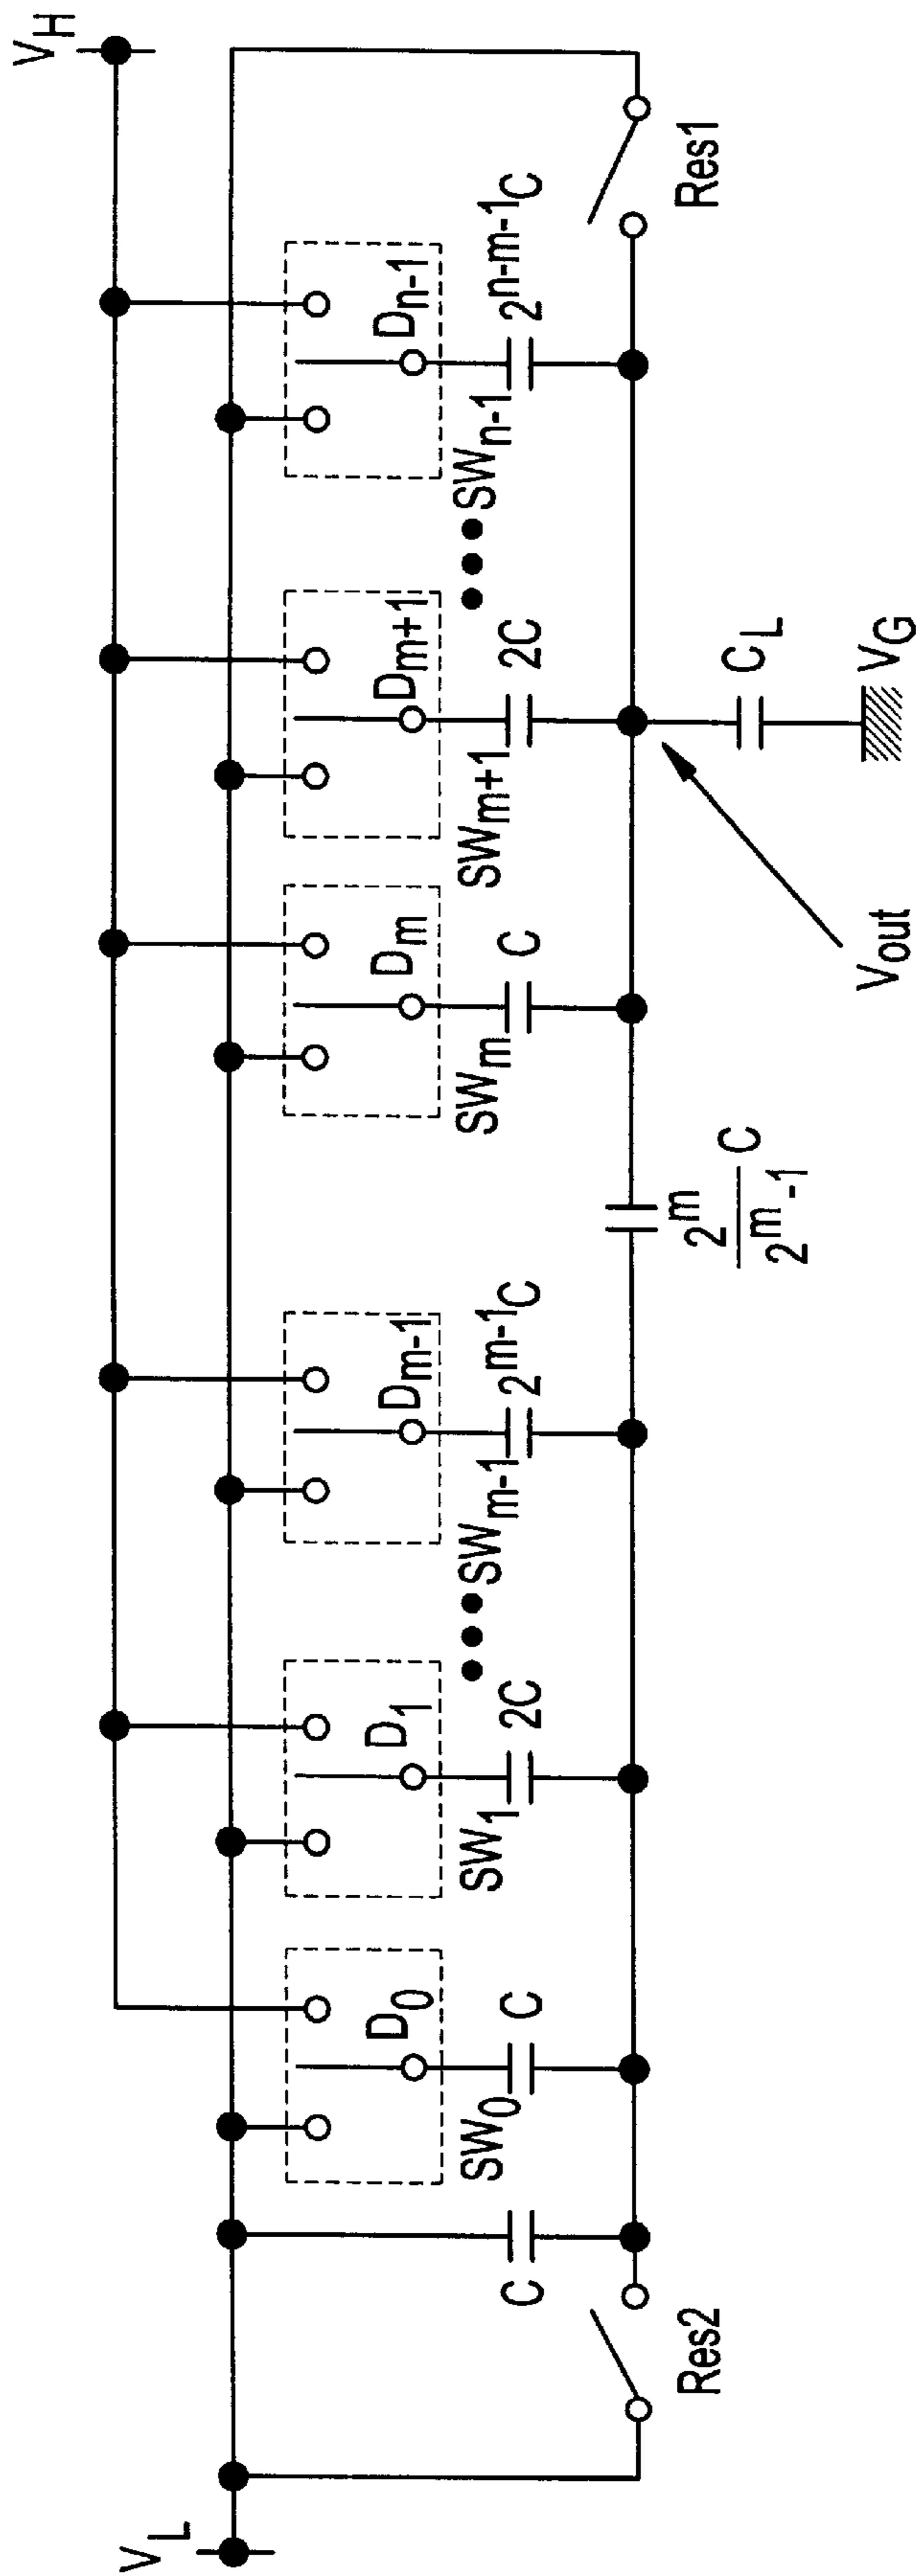 V_L
V_H
D_0
D_1
D_m-1
D_m
D_m+1
D_n-1
C
SW_0
C
SW_1
2C
•••
SW_m-1
2^m-1C
SW_m
C
SW_m+1
2C
•••
SW_n-1
2^n-m-1C
Res2
2^m
2^m-1
C
C_L
Res1
V_out
V_G